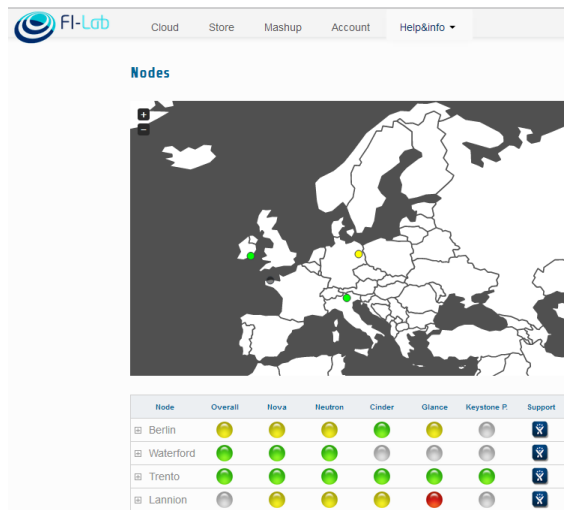 FI-Lab
Cloud Store Mashup Account Help&info
Nodes
+
−
Node Overall Nova Neutron Cinder Glance Keystone P. Support
Berlin
Waterford
Trento
Lannion